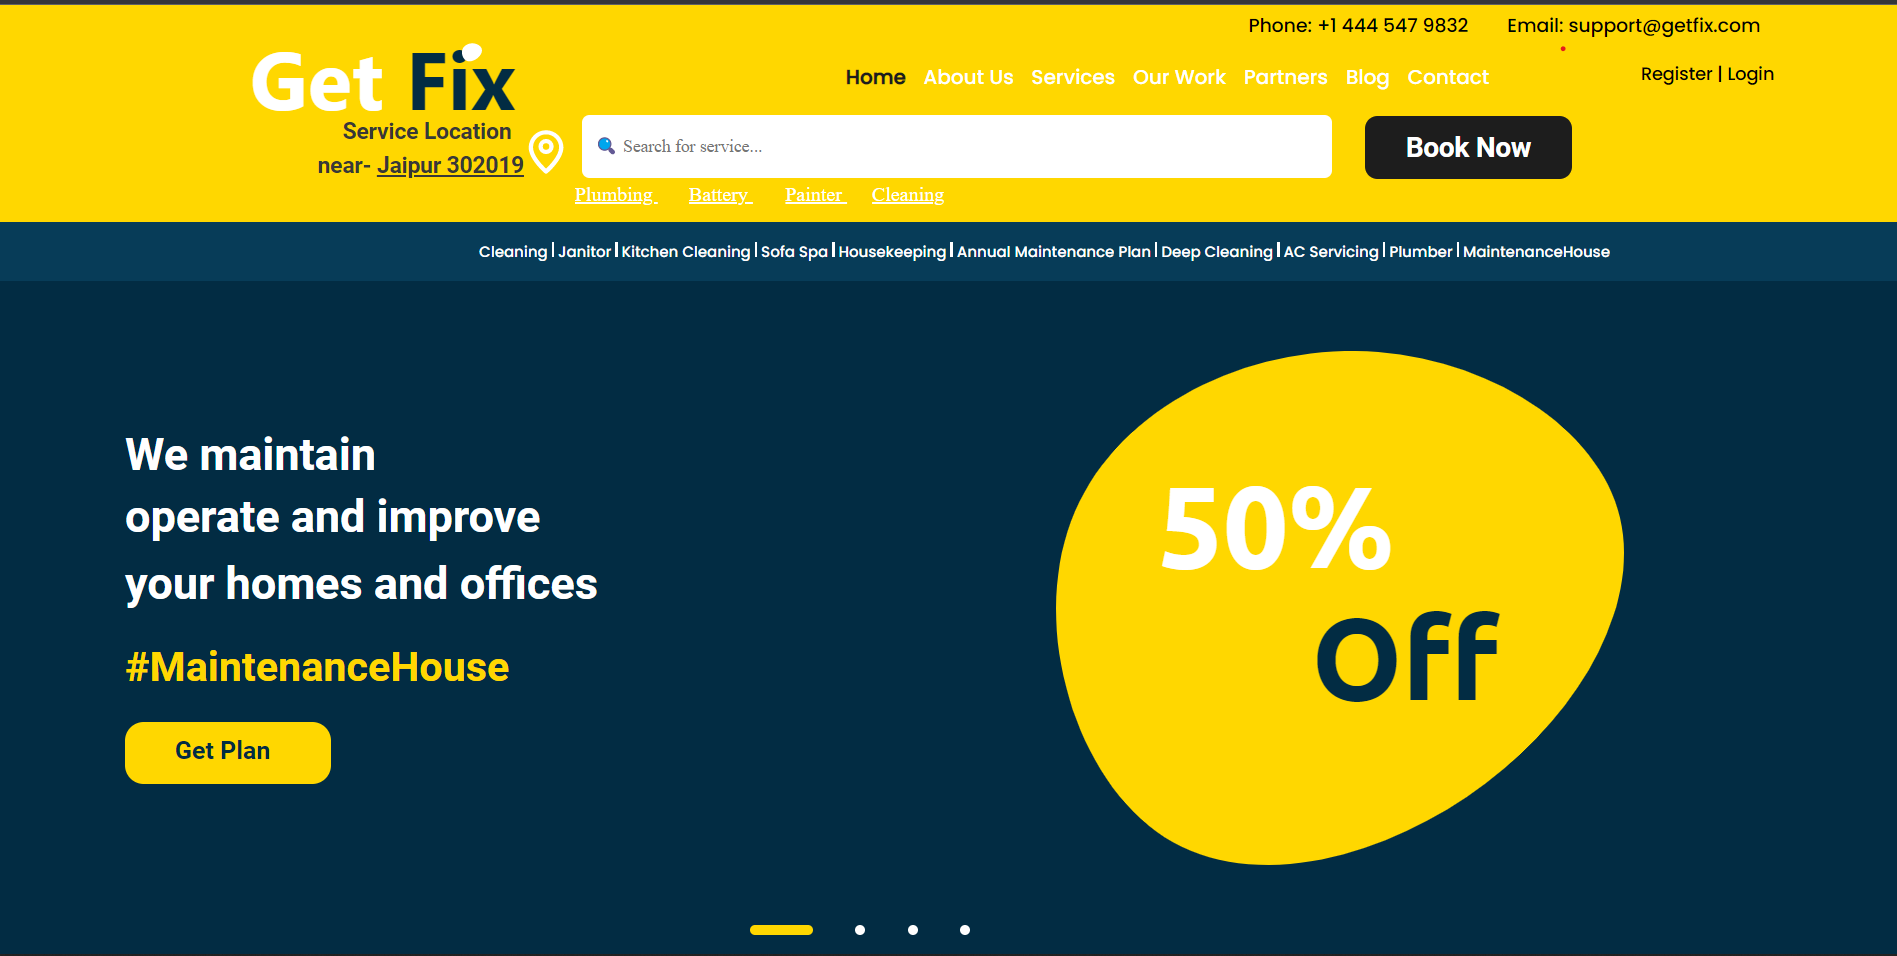 Phone: +1 444 547 9832 Email: support@getfix.com
Get Fix
Home About Us Services Our Work Partners Blog Contact
Register | Login
Service Location
near- Jaipur 302019
Search for service...
Book Now
Plumbing Battery Painter Cleaning
Cleaning | Janitor | Kitchen Cleaning | Sofa Spa | Housekeeping | Annual Maintenance Plan | Deep Cleaning | AC Servicing | Plumber | MaintenanceHouse
We maintain
operate and improve
your homes and offices
#MaintenanceHouse
Get Plan
50%
Off